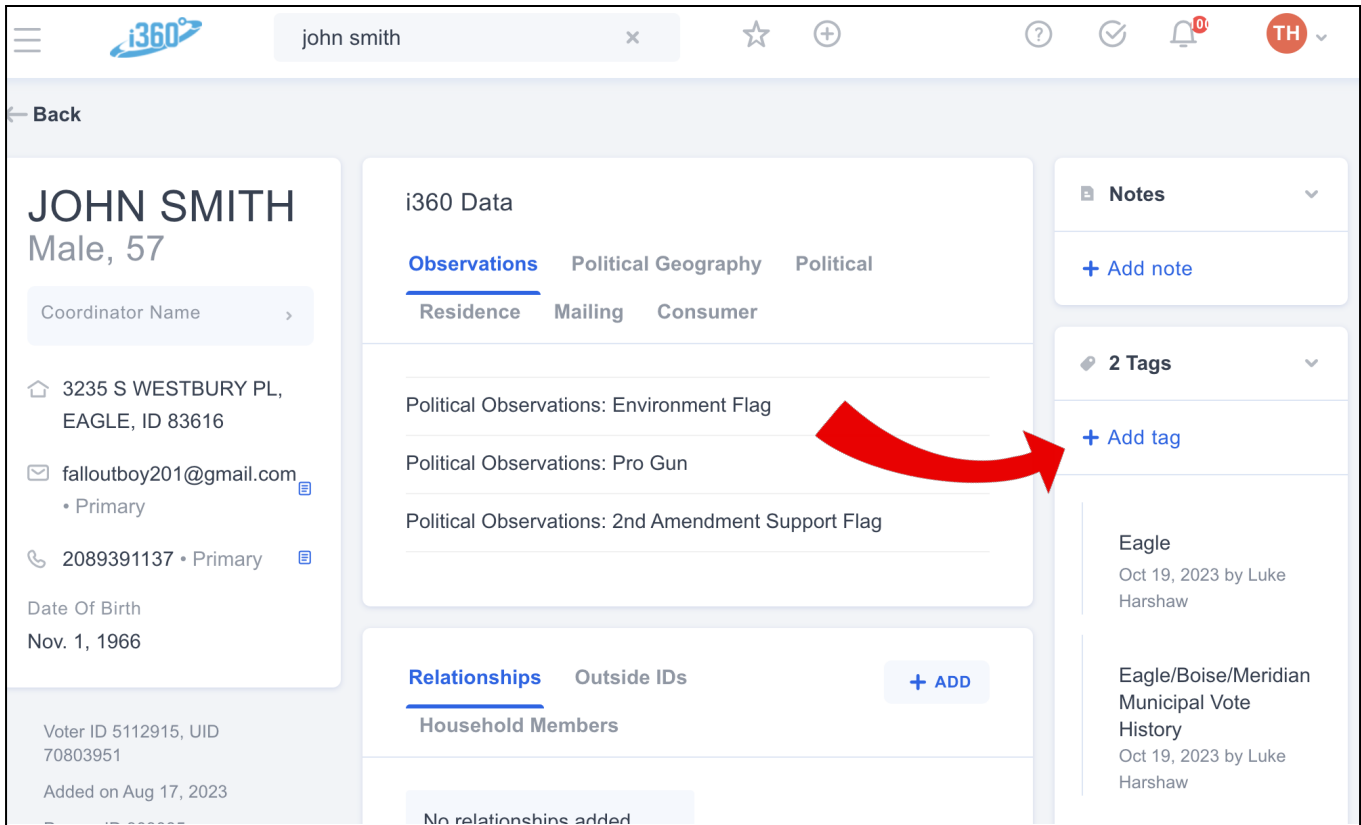 i360°
john smith
TH
Back
JOHN SMITH
Male, 57
Coordinator Name
3235 S WESTBURY PL,
EAGLE, ID 83616
falloutboy201@gmail.com
• Primary
2089391137 • Primary
Date Of Birth
Nov. 1, 1966
Voter ID 5112915, UID
70803951
Added on Aug 17, 2023
i360 Data
Observations Political Geography Political
Residence Mailing Consumer
Political Observations: Environment Flag
Political Observations: Pro Gun
Political Observations: 2nd Amendment Support Flag
Relationships Outside IDs
+ ADD
Household Members
No relationships added
Notes
+ Add note
2 Tags
+ Add tag
Eagle
Oct 19, 2023 by Luke
Harshaw
Eagle/Boise/Meridian
Municipal Vote
History
Oct 19, 2023 by Luke
Harshaw